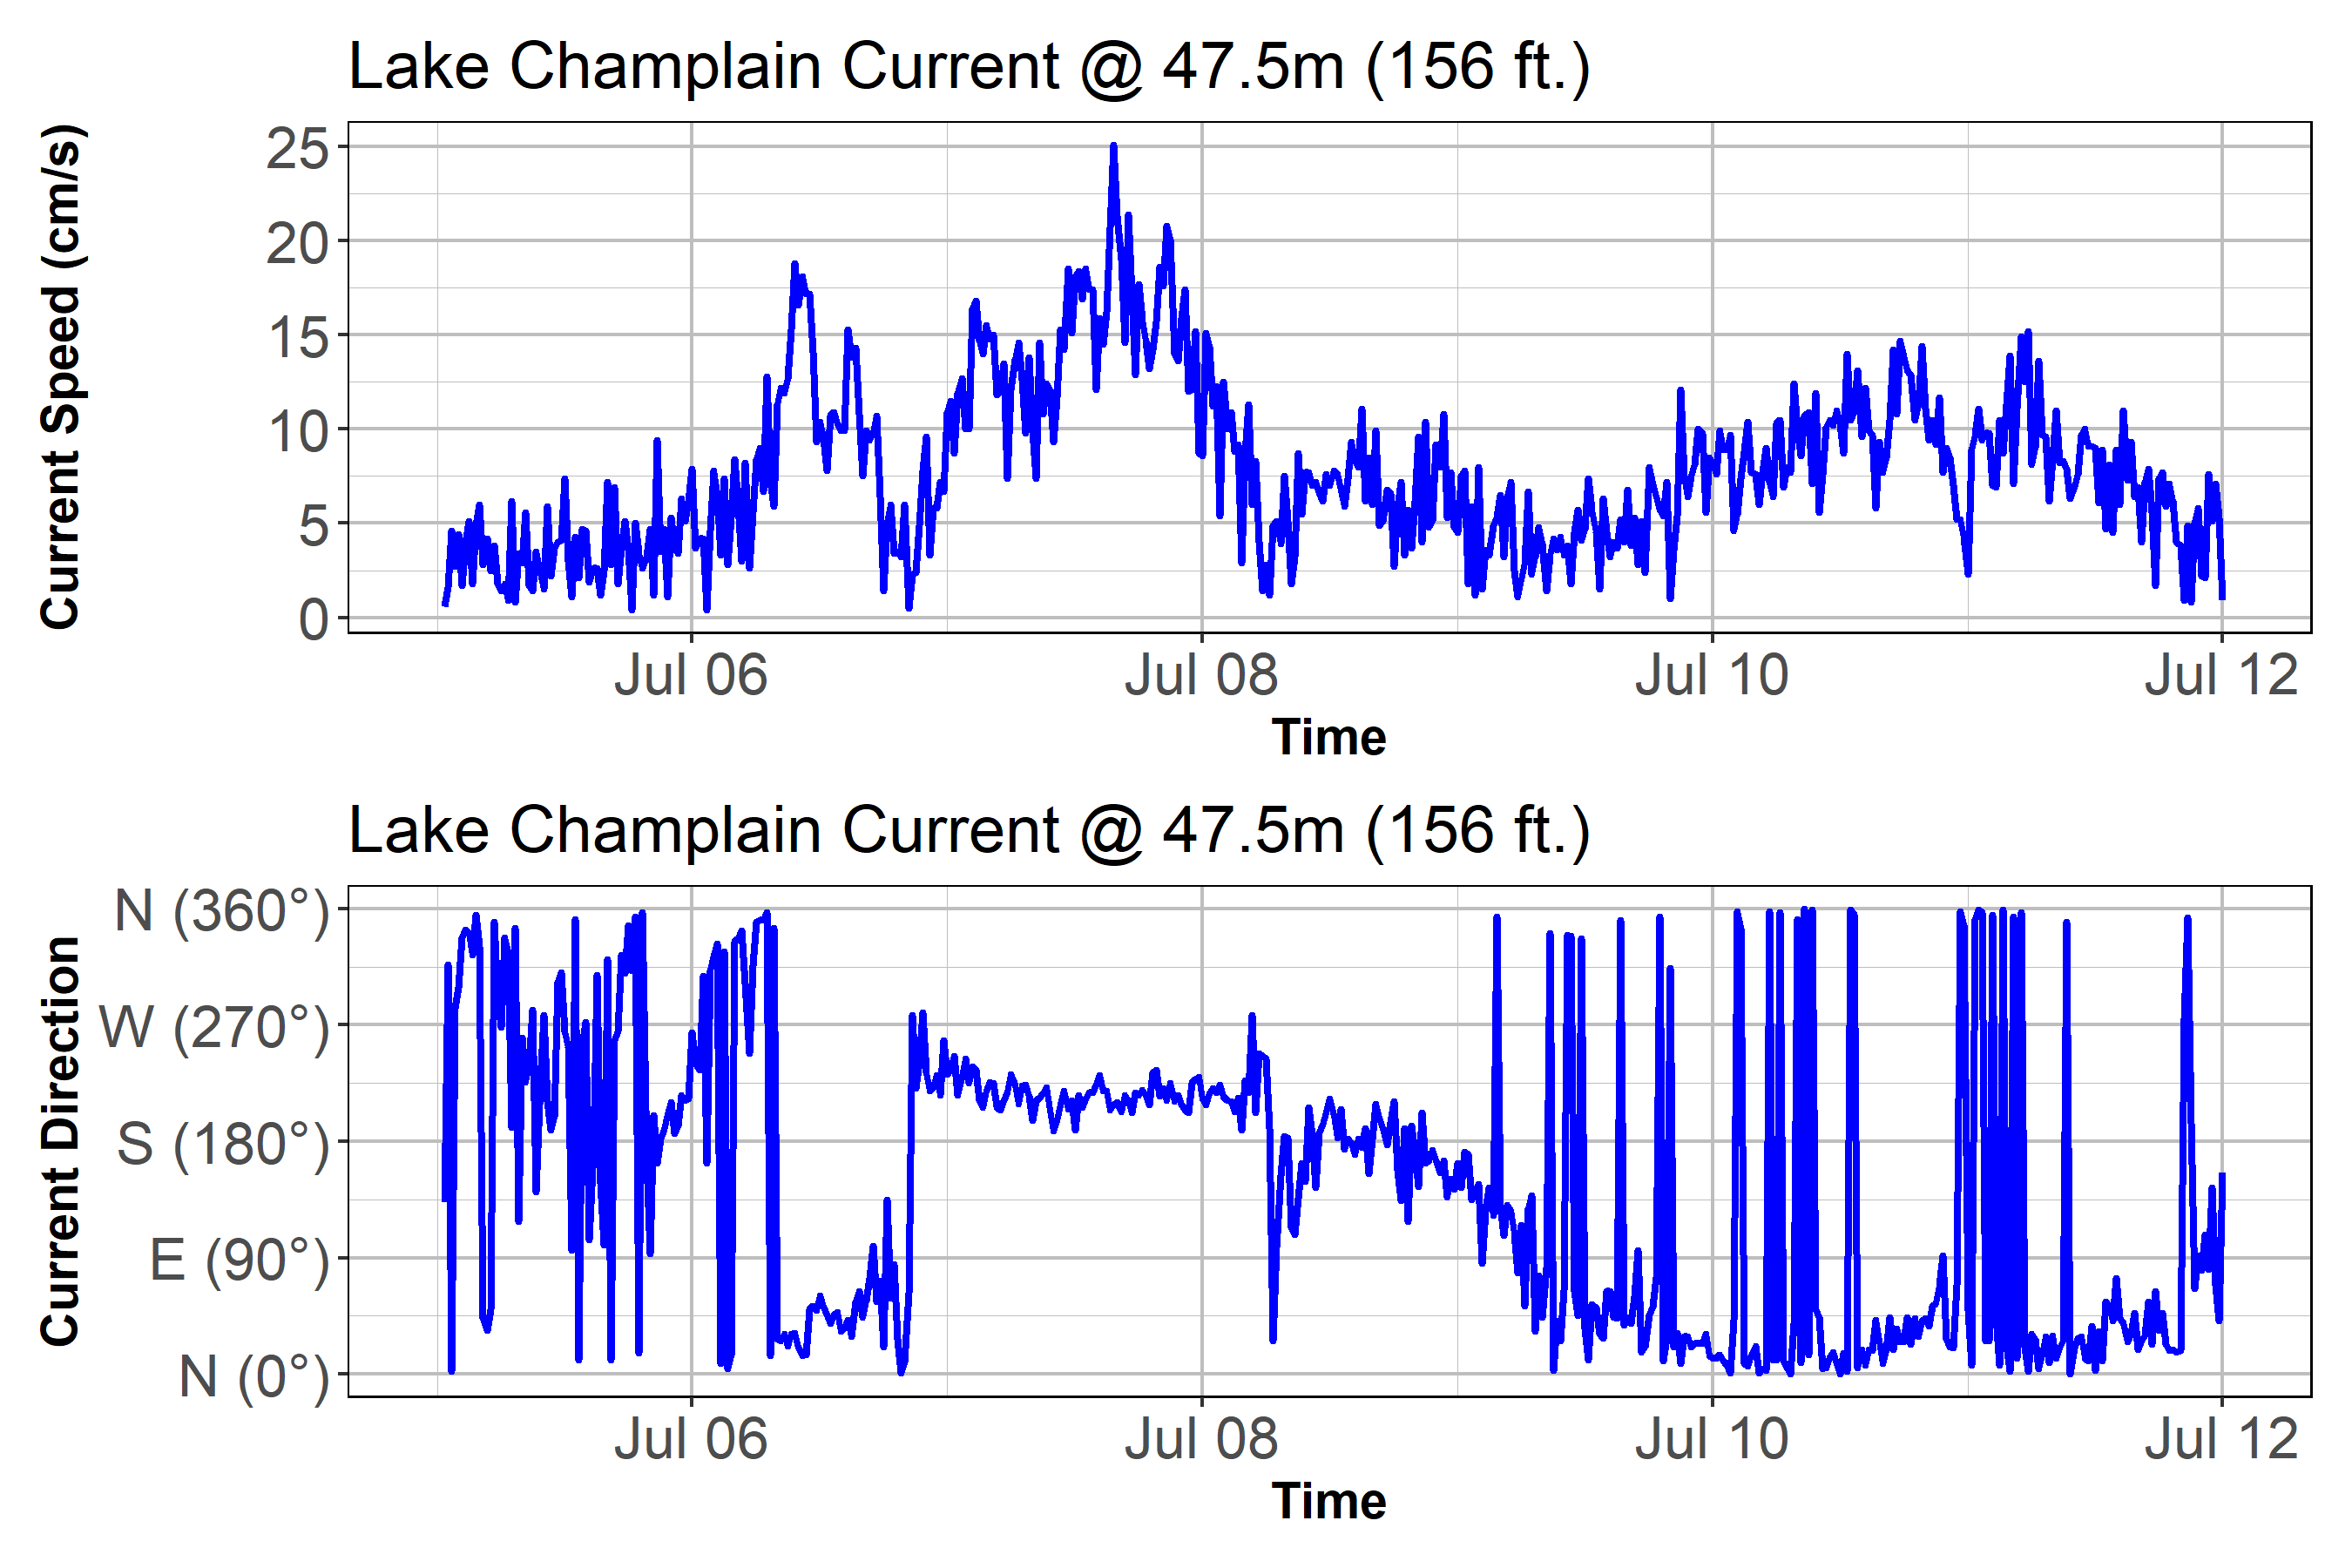 Lake Champlain Current @ 47.5m (156 ft.)
Current Speed (cm/s)
25
20
15
10
5
0
Jul 06 Jul 08 Jul 10 Jul 12
Time
Lake Champlain Current @ 47.5m (156 ft.)
Current Direction
N (360°)
W (270°)
S (180°)
E (90°)
N (0°)
Jul 06 Jul 08 Jul 10 Jul 12
Time